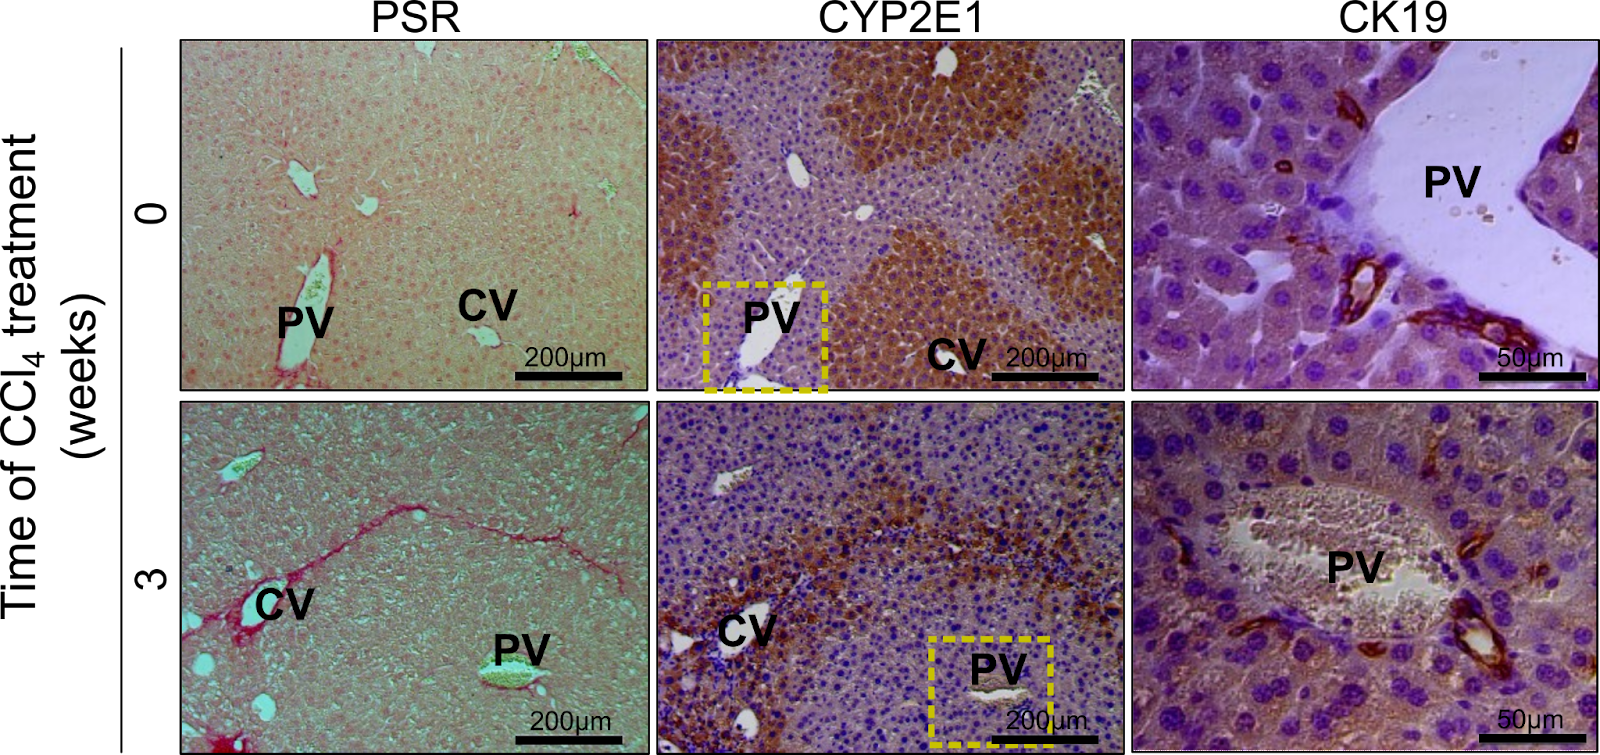 PSR
CYP2E1
CK19
Time of CCl4 treatment
(weeks)
0
PV
CV
200µm
PV
CV
200µm
PV
50µm
3
CV
PV
200µm
CV
PV
200µm
PV
50µm